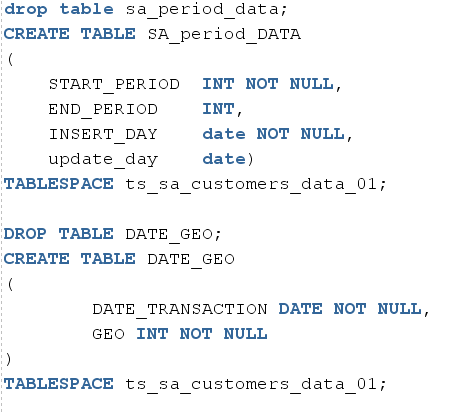 drop table sa_period_data;
CREATE TABLE SA_period_DATA
(
    START_PERIOD  INT NOT NULL,
    END_PERIOD    INT,
    INSERT_DAY    date NOT NULL,
    update_day    date)
TABLESPACE ts_sa_customers_data_01;

DROP TABLE DATE_GEO;
CREATE TABLE DATE_GEO
(
        DATE_TRANSACTION DATE NOT NULL,
        GEO INT NOT NULL
)
TABLESPACE ts_sa_customers_data_01;